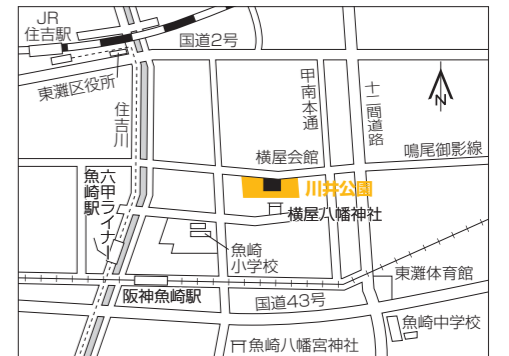 JR
住吉駅
国道2号
東灘区役所
住吉川
甲南本通
十二間道路
N
横屋会館
鳴尾御影線
川井公園
魚崎駅
六甲ライナー
横屋八幡神社
魚崎
小学校
東灘体育館
阪神魚崎駅
国道43号
魚崎中学校
魚崎八幡宮神社